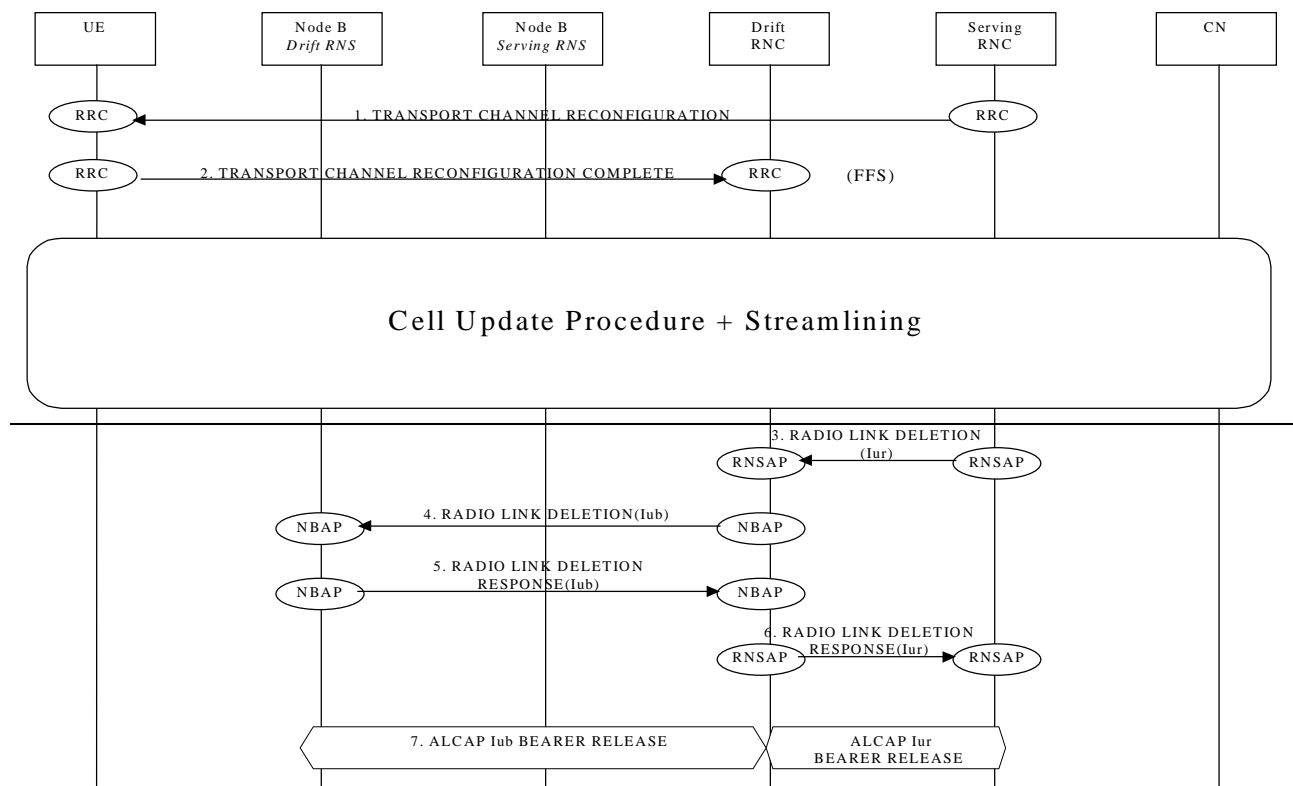 UE
Node B
Drift RNS
Node B
Serving RNS
Drift
RNC
Serving
RNC
CN
RRC
1. TRANSPORT CHANNEL RECONFIGURATION
RRC
RRC
2. TRANSPORT CHANNEL RECONFIGURATION COMPLETE
RRC
(FFS)
Cell Update Procedure + Streamlining
3. RADIO LINK DELETION
(Iur)
RNSAP
RNSAP
NBAP
4. RADIO LINK DELETION(Iub)
NBAP
5. RADIO LINK DELETION
RESPONSE(Iub)
NBAP
NBAP
6. RADIO LINK DELETION
RESPONSE(Iur)
RNSAP
RNSAP
7. ALCAP Iub BEARER RELEASE
ALCAP Iur
BEARER RELEASE